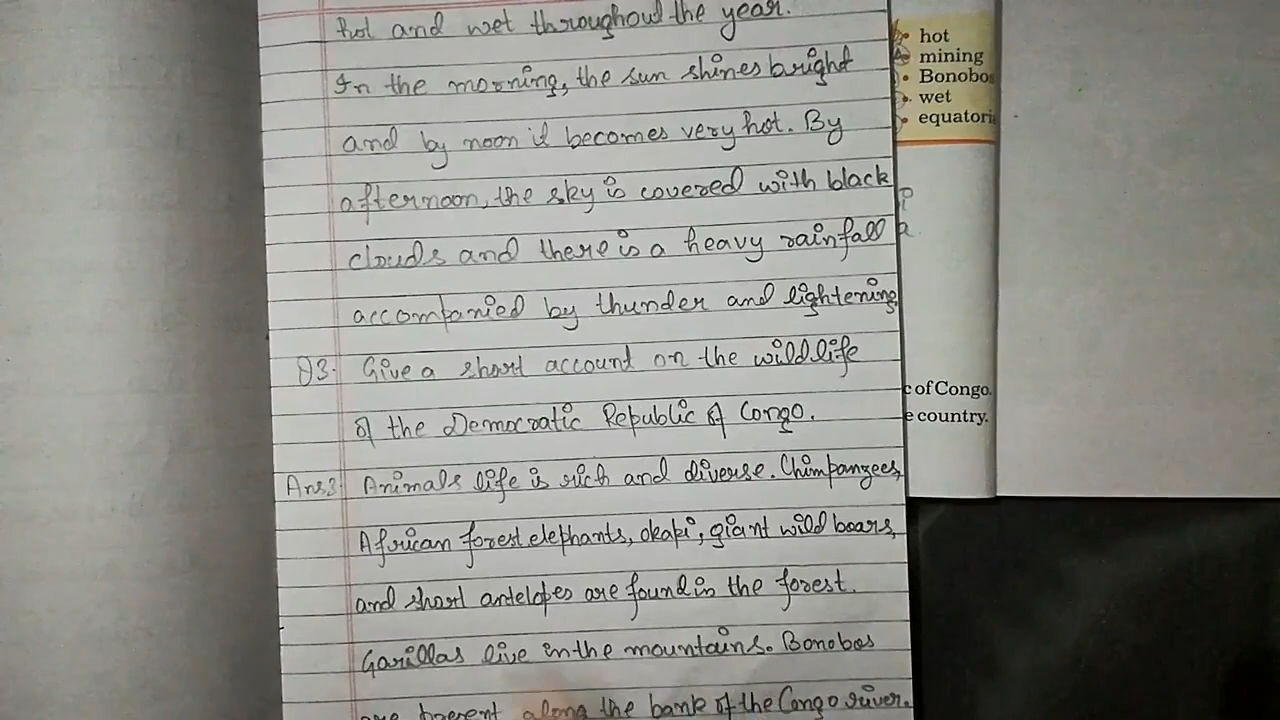 hot and wet throughout the year.
In the morning, the sun shines bright
and by noon it becomes very hot. By
afternoon, the sky is covered with black
clouds and there is a heavy rainfall
accompanied by thunder and lightening
Q3. Give a short account on the wildlife
of the Democratic Republic of Congo.
Ans3 Animals life is rich and diverse. Chimpanzees,
African forest elephants, okapi, giant wild boars,
and short antelopes are found in the forest.
Garillas live in the mountains. Bonobos
are present along the bank of the Congo river.
• hot
• mining
• Bonobos
• wet
• equatori
of Congo.
e country.